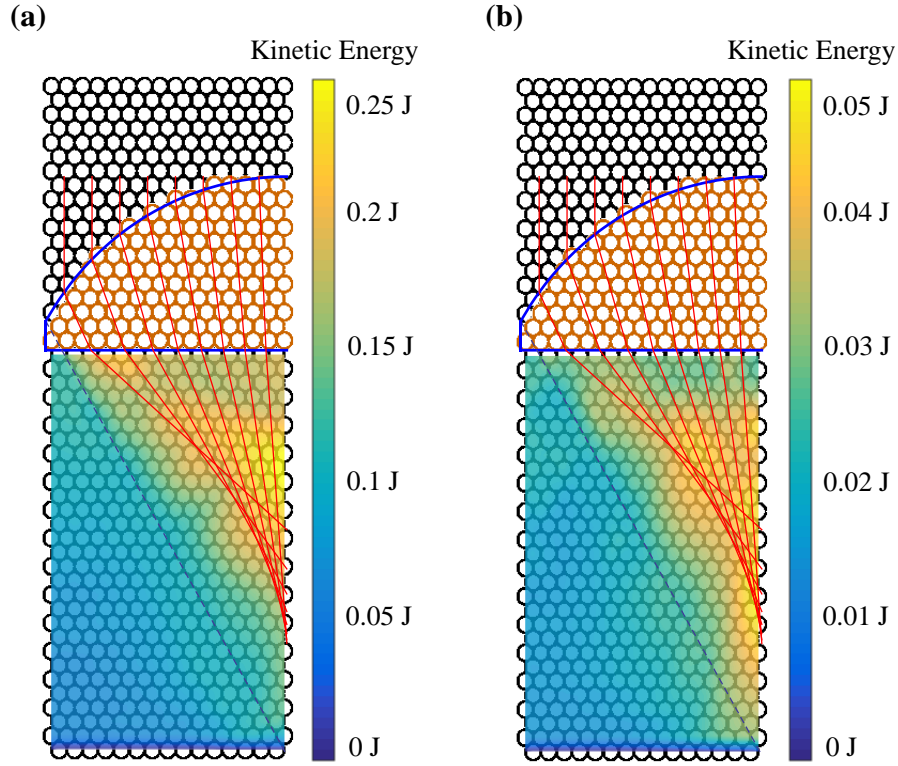 (a)
Kinetic Energy
0.25 J
0.2 J
0.15 J
0.1 J
0.05 J
0 J
(b)
Kinetic Energy
0.05 J
0.04 J
0.03 J
0.02 J
0.01 J
0 J